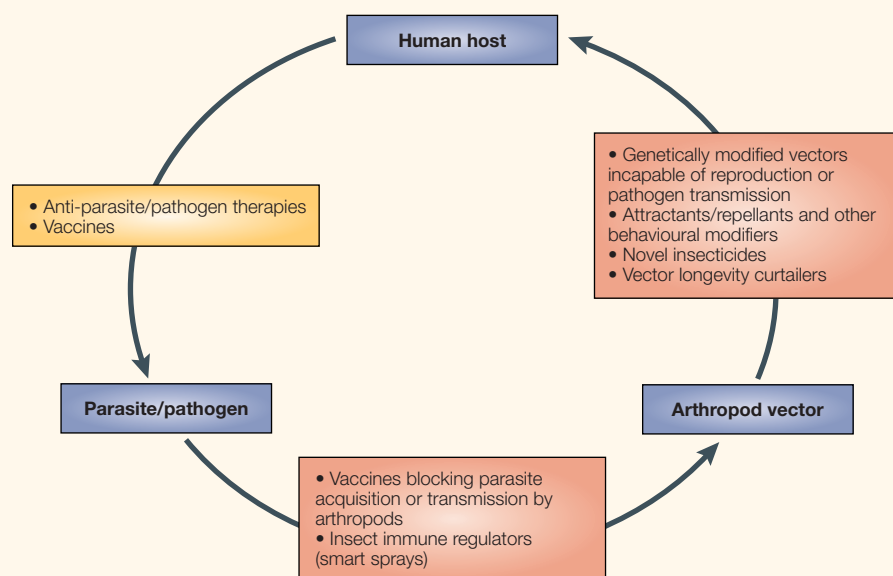 Human host
• Anti-parasite/pathogen therapies
• Vaccines
• Genetically modified vectors
incapable of reproduction or
pathogen transmission
• Attractants/repellants and other
behavioural modifiers
• Novel insecticides
• Vector longevity curtailers
Parasite/pathogen
Arthropod vector
• Vaccines blocking parasite
acquisition or transmission by
arthropods
• Insect immune regulators
(smart sprays)